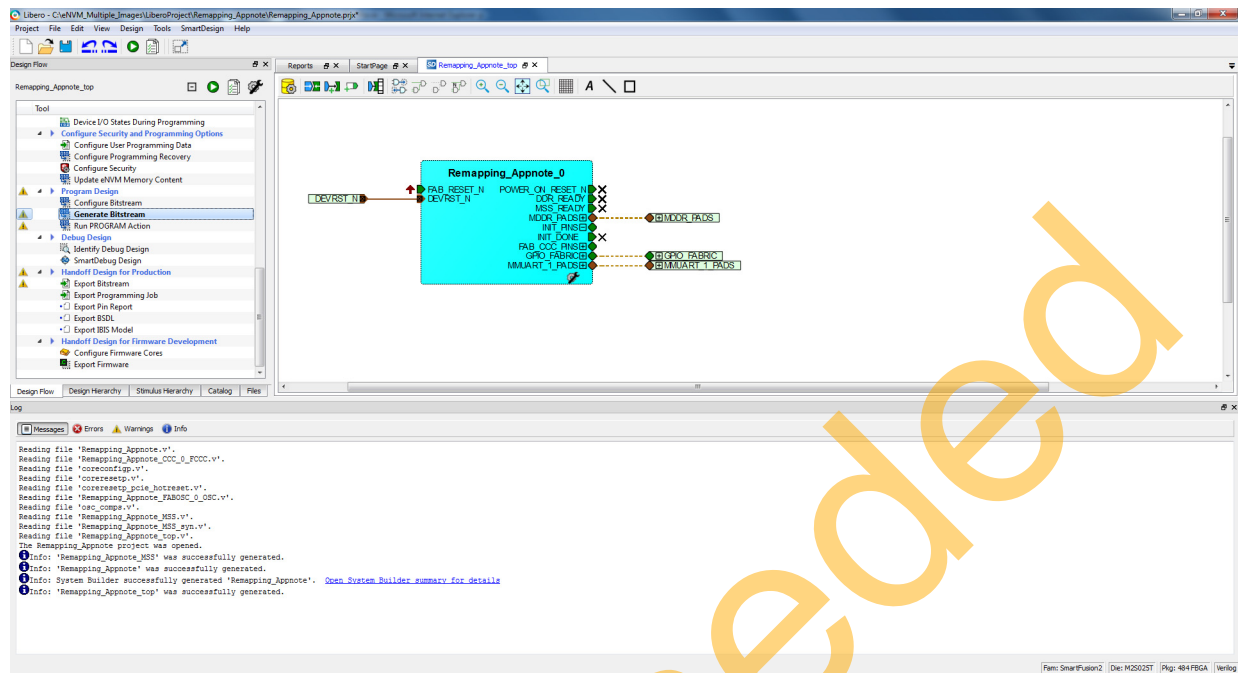 Libero - C:\eNVM_Multiple_Images\LiberoProject\Remapping_Appnote\Remapping_Appnote.prjx*
Project File Edit View Design Tools SmartDesign Help
Design Flow
Reports StartPage Remapping_Appnote_top
Remapping_Appnote_top
Tool
Device I/O States During Programming
Configure Security and Programming Options
Configure User Programming Data
Configure Programming Recovery
Configure Security
Update eNVM Memory Content
Program Design
Configure Bitstream
Generate Bitstream
Run PROGRAM Action
Debug Design
Identify Debug Design
SmartDebug Design
Handoff Design for Production
Export Bitstream
Export Programming Job
Export Pin Report
Export BSDL
Export IBIS Model
Handoff Design for Firmware Development
Configure Firmware Cores
Export Firmware
Design Flow Design Hierarchy Stimulus Hierarchy Catalog Files
Remapping_Appnote_0
FAB_RESET_N POWER_ON_RESET_N
DEVRST_N DEVRST_N DDR_READY
MSS_READY
MDDR_PADS MDDR_PADS
INIT_PINS
INIT_DONE
FAB_CCC_PINS
GPIO_FABRIC GPIO_FABRIC
MMUART_1_PADS MMUART_1_PADS
Log
Messages Errors Warnings Info
Reading file 'Remapping_Appnote.v'.
Reading file 'Remapping_Appnote_CCC_0_FCCC.v'.
Reading file 'coreconfigp.v'.
Reading file 'coreresetp.v'.
Reading file 'coreresetp_pcie_hotreset.v'.
Reading file 'Remapping_Appnote_FABOSC_0_OSC.v'.
Reading file 'osc_comps.v'.
Reading file 'Remapping_Appnote_MSS.v'.
Reading file 'Remapping_Appnote_MSS_syn.v'.
Reading file 'Remapping_Appnote_top.v'.
The Remapping_Appnote project was opened.
Info: 'Remapping_Appnote_MSS' was successfully generated.
Info: 'Remapping_Appnote' was successfully generated.
Info: System Builder successfully generated 'Remapping_Appnote'. Open System Builder summary for details
Info: 'Remapping_Appnote_top' was successfully generated.
Fam: SmartFusion2 Die: M2S025T Pkg: 484 FBGA Verilog
eded